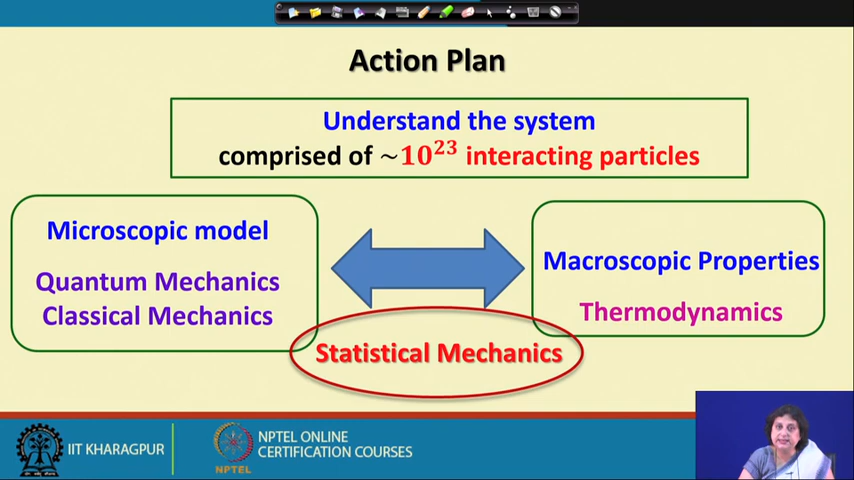 Action Plan
Understand the system
comprised of ~10²³ interacting particles
Microscopic model
Quantum Mechanics
Classical Mechanics
Macroscopic Properties
Thermodynamics
Statistical Mechanics
IIT KHARAGPUR
NPTEL
NPTEL ONLINE
CERTIFICATION COURSES